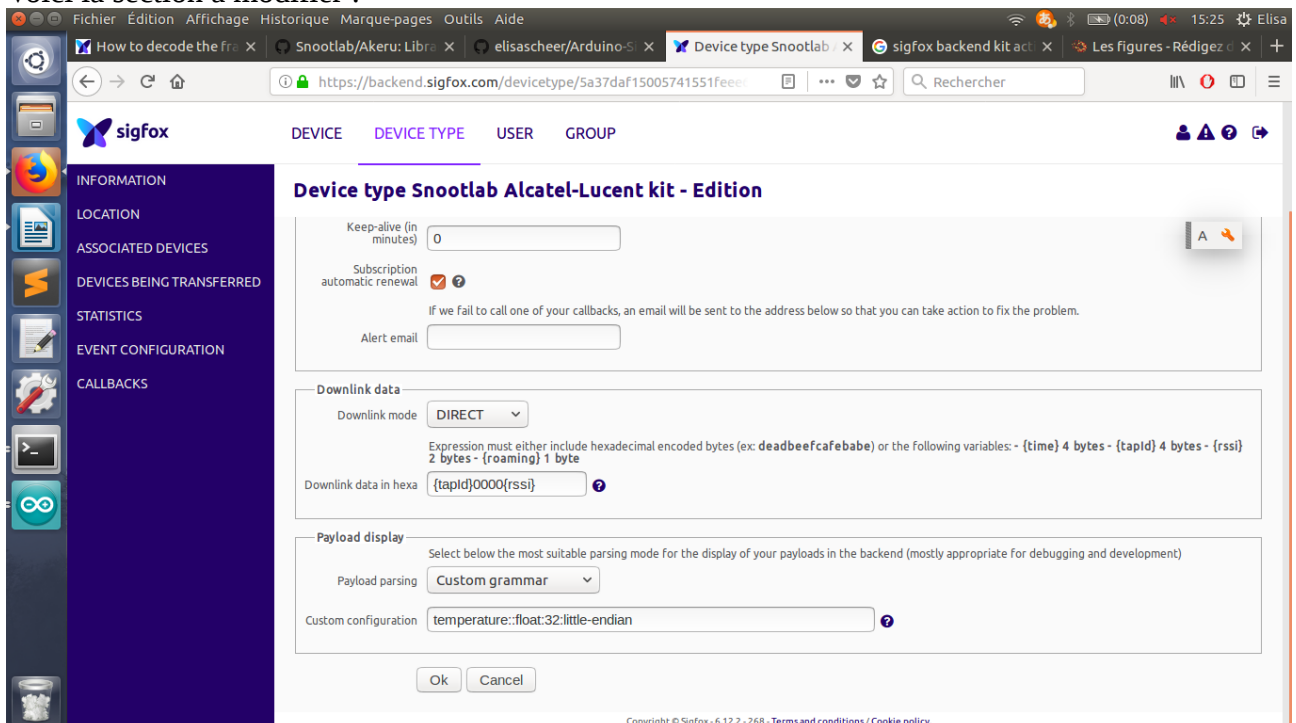 Fichier Édition Affichage Historique Marque-pages Outils Aide (0:08) 15:25 Elisa
How to decode the fra Snootlab/Akeru: Libra elisascheer/Arduino-S Device type Snootlab sigfox backend kit act Les figures - Rédigez d
https://backend.sigfox.com/devicetype/5a37daf15005741551feee Rechercher
sigfox DEVICE DEVICE TYPE USER GROUP
INFORMATION
LOCATION
ASSOCIATED DEVICES
DEVICES BEING TRANSFERRED
STATISTICS
EVENT CONFIGURATION
CALLBACKS
Device type Snootlab Alcatel-Lucent kit - Edition
Keep-alive (in
minutes) 0
A
Subscription
automatic renewal
If we fail to call one of your callbacks, an email will be sent to the address below so that you can take action to fix the problem.
Alert email
Downlink data
Downlink mode DIRECT
Expression must either include hexadecimal encoded bytes (ex: deadbeefcafebabe) or the following variables: - {time} 4 bytes - {tapId} 4 bytes - {rssi}
2 bytes - {roaming} 1 byte
Downlink data in hexa {tapId}0000{rssi}
Payload display
Select below the most suitable parsing mode for the display of your payloads in the backend (mostly appropriate for debugging and development)
Payload parsing Custom grammar
Custom configuration temperature::float:32:little-endian
Ok Cancel
Copyright © Sigfox - 6.12.2 - 268 - Terms and conditions / Cookie policy